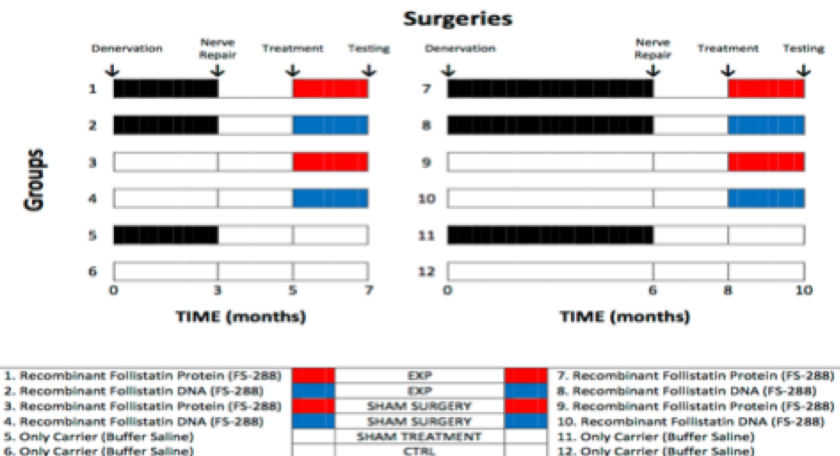 Surgeries
Denervation Nerve Repair Treatment Testing Denervation Nerve Repair Treatment Testing
Groups
1 7
2 8
3 9
4 10
5 11
6 12
0 3 5 7 0 6 8 10
TIME (months) TIME (months)
1. Recombinant Follistatin Protein (FS-288) EXP 7. Recombinant Follistatin Protein (FS-288)
2. Recombinant Follistatin DNA (FS-288) EXP 8. Recombinant Follistatin DNA (FS-288)
3. Recombinant Follistatin Protein (FS-288) SHAM SURGERY 9. Recombinant Follistatin Protein (FS-288)
4. Recombinant Follistatin DNA (FS-288) SHAM SURGERY 10. Recombinant Follistatin DNA (FS-288)
5. Only Carrier (Buffer Saline) SHAM TREATMENT 11. Only Carrier (Buffer Saline)
6. Only Carrier (Buffer Saline) CTRL 12. Only Carrier (Buffer Saline)